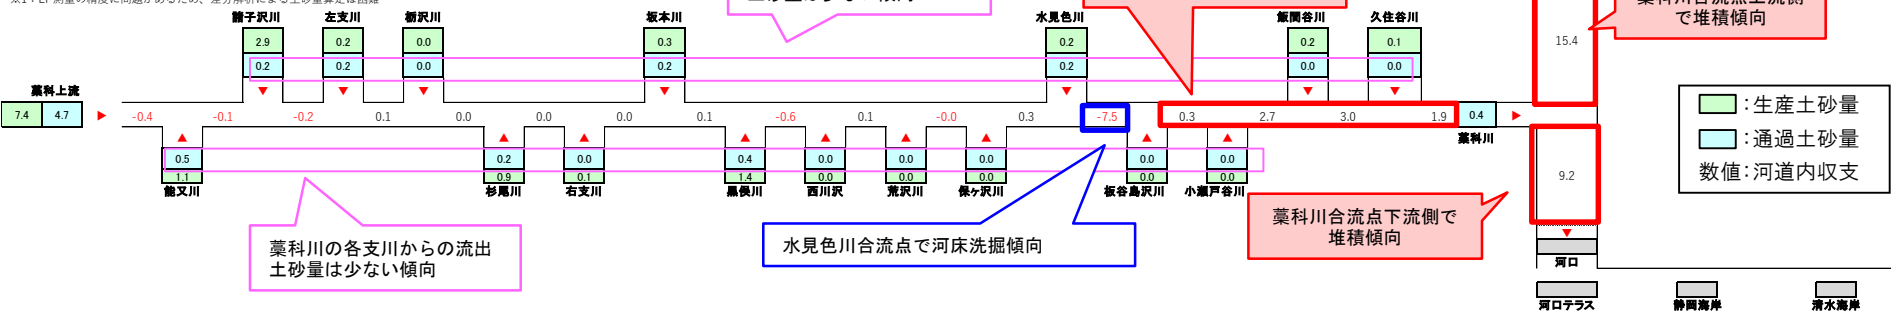 諸子沢川 左支川 栃沢川 坂本川 水見色川 飯間谷川 久住谷川
で堆積傾向
2.9 0.2 0.0 0.3 0.2 0.2 0.1 15.4
0.2 0.2 0.0 0.2 0.2 0.0 0.0
藁科上流
7.4 4.7 -0.4 -0.1 -0.2 0.1 0.0 0.0 0.0 0.1 -0.6 0.1 -0.0 0.3 -7.5 0.3 2.7 3.0 1.9 0.4
藁科川
0.5 0.2 0.0 0.4 0.0 0.0 0.0 0.0 0.0
1.1 0.9 0.1 1.4 0.0 0.0 0.0 0.0 0.0 9.2
能又川 杉尾川 右支川 黒俣川 西川沢 荒沢川 保ヶ沢川 板谷島沢川 小瀬戸谷川
:生産土砂量
:通過土砂量
数値:河道内収支
藁科川の各支川からの流出
土砂量は少ない傾向
水見色川合流点で河床洗掘傾向
藁科川合流点下流側で
堆積傾向
河口
河口テラス 静岡海岸 清水海岸